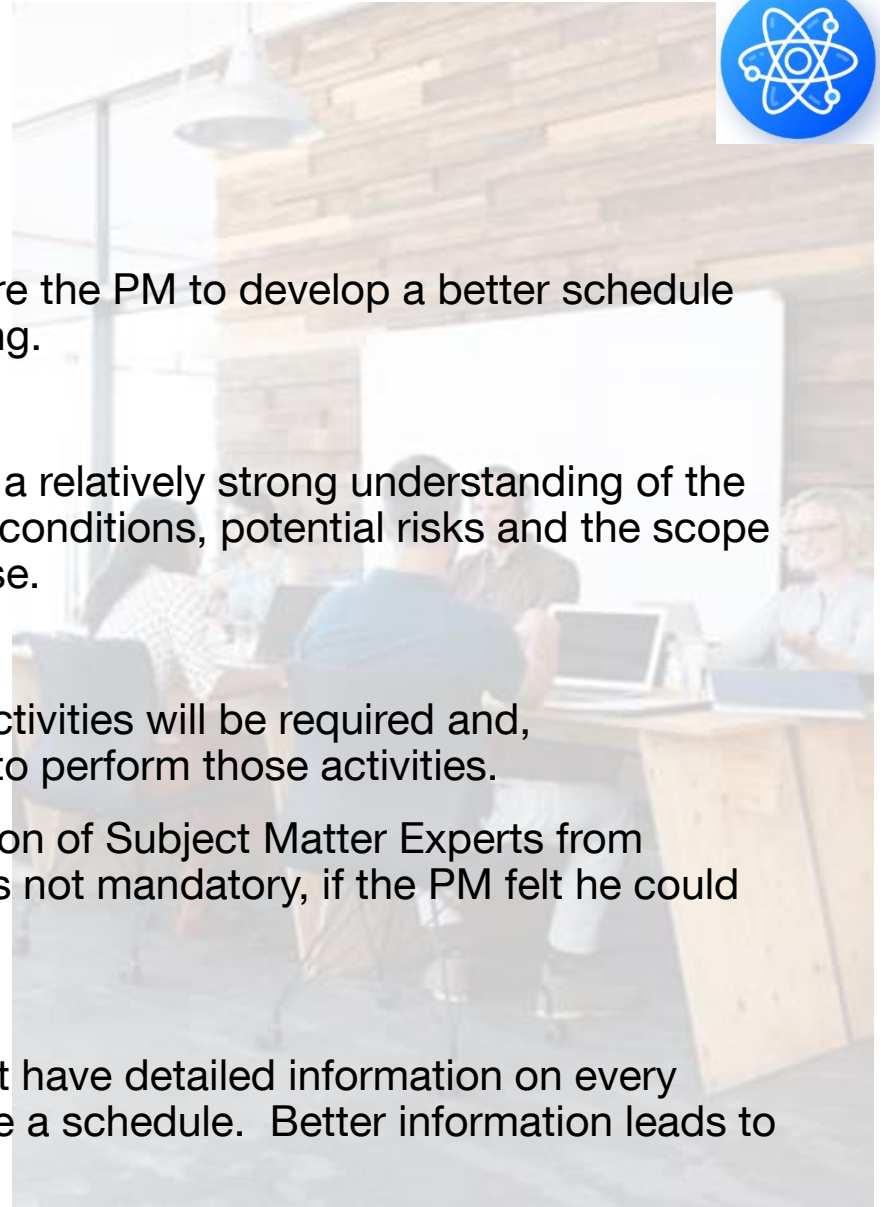 re the PM to develop a better schedule
ng.
a relatively strong understanding of the
conditions, potential risks and the scope
se.
ctivities will be required and,
to perform those activities.
on of Subject Matter Experts from
s not mandatory, if the PM felt he could
t have detailed information on every
e a schedule.  Better information leads to